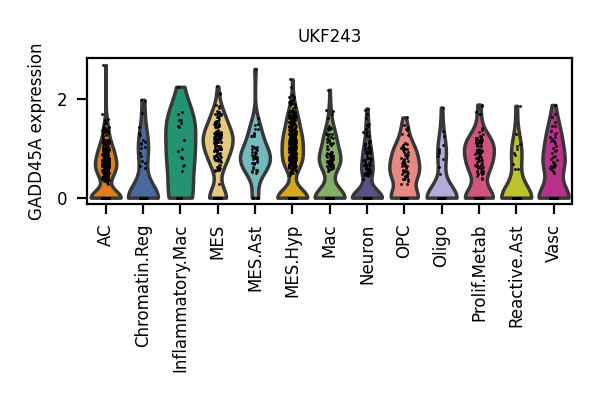 UKF243
GADD45A expression
2
0
AC
Chromatin.Reg
Inflammatory.Mac
MES
MES.Ast
MES.Hyp
Mac
Neuron
OPC
Oligo
Prolif.Metab
Reactive.Ast
Vasc